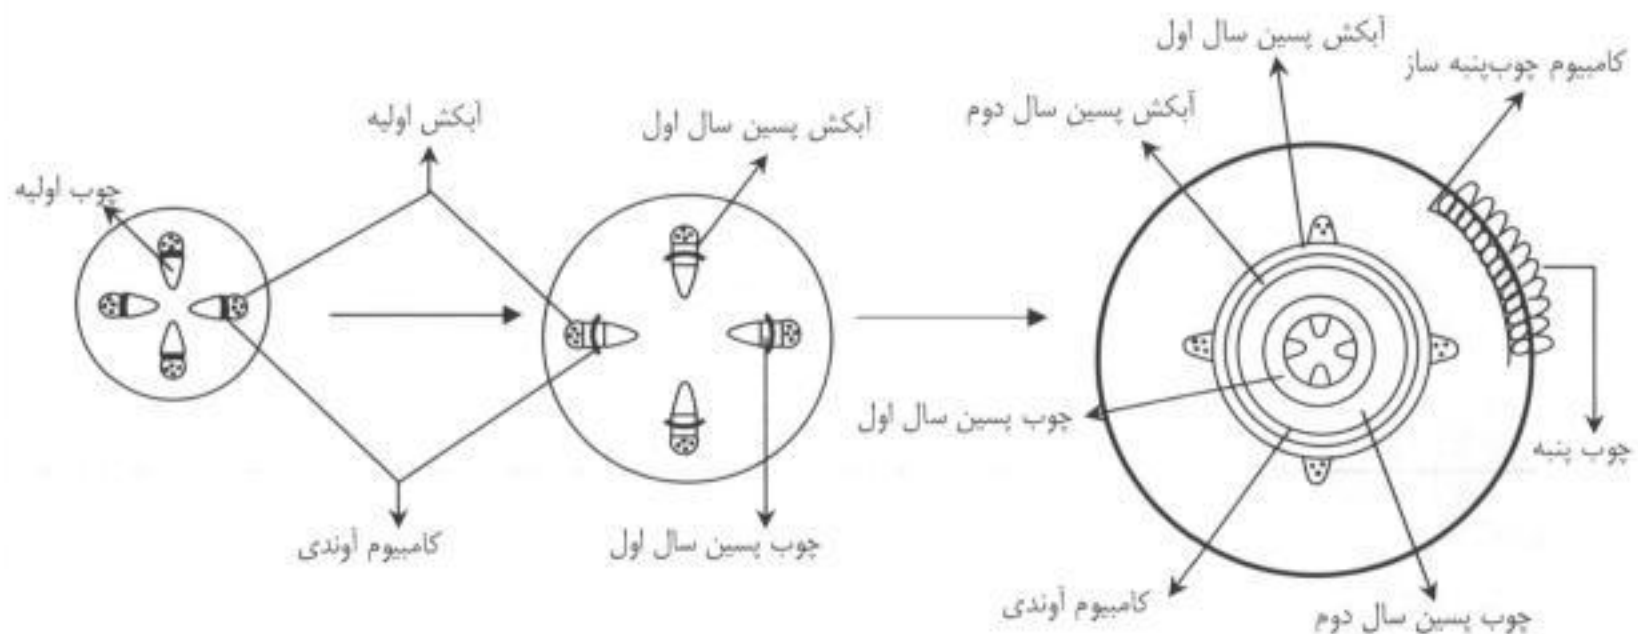 آبکش پسین سال اول
کامبیوم چوب‌پنبه ساز
آبکش پسین سال دوم
آبکش پسین سال اول
آبکش اولیه
چوب اولیه
چوب پسین سال اول
چوب پنبه
چوب پسین سال اول
کامبیوم آوندی
کامبیوم آوندی
چوب پسین سال دوم